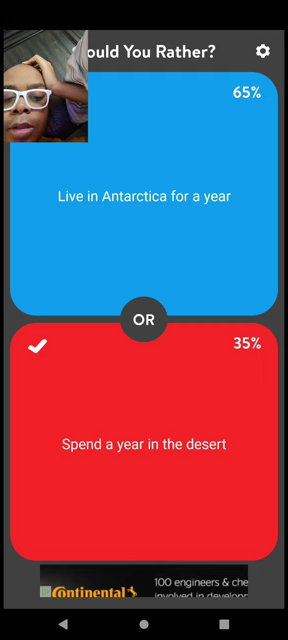 ould You Rather?
65%
Live in Antarctica for a year
OR
35%
Spend a year in the desert
Continental
100 engineers & che
involved in develop